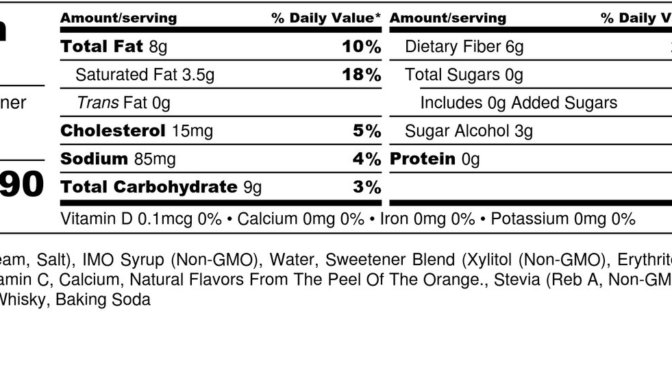 Amount/serving % Daily Value* Amount/serving % Daily V
Total Fat 8g 10% Dietary Fiber 6g
Saturated Fat 3.5g 18% Total Sugars 0g
ner Trans Fat 0g Includes 0g Added Sugars
Cholesterol 15mg 5% Sugar Alcohol 3g
Sodium 85mg 4% Protein 0g
90 Total Carbohydrate 9g 3%
Vitamin D 0.1mcg 0% • Calcium 0mg 0% • Iron 0mg 0% • Potassium 0mg 0%
eam, Salt), IMO Syrup (Non-GMO), Water, Sweetener Blend (Xylitol (Non-GMO), Erythrit
amin C, Calcium, Natural Flavors From The Peel Of The Orange., Stevia (Reb A, Non-GM
Whisky, Baking Soda